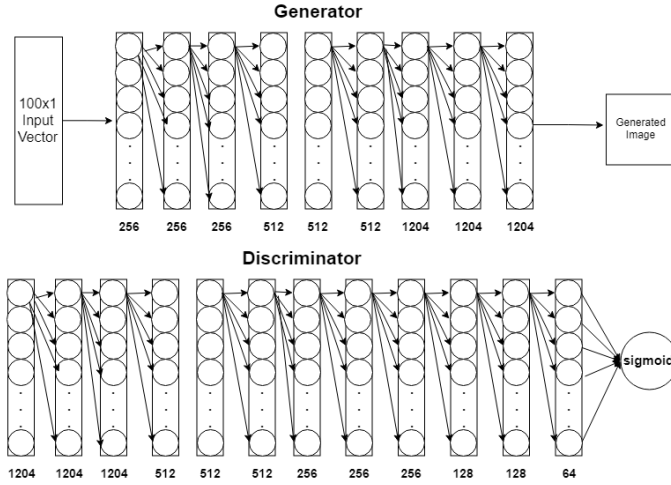 Generator
100x1
Input
Vector
Generated
Image
256 256 256 512 512 512 1204 1204 1204
Discriminator
sigmoid
1204 1204 1204 512 512 512 256 256 256 128 128 64